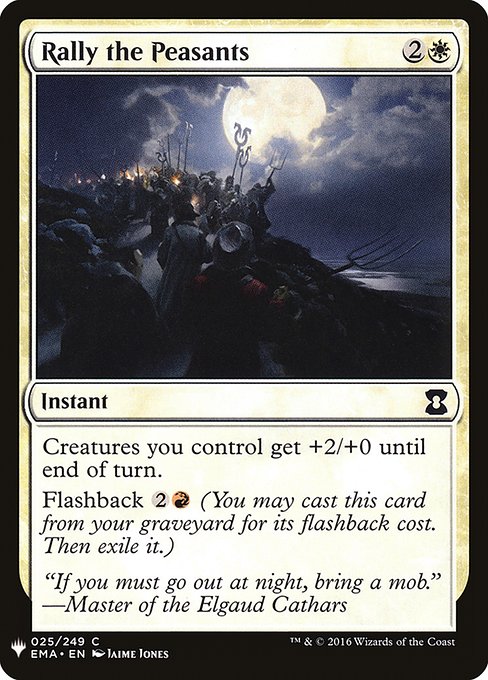 Rally the Peasants 2
Instant
Creatures you control get +2/+0 until
end of turn.
Flashback 2 (You may cast this card
from your graveyard for its flashback cost.
Then exile it.)
“If you must go out at night, bring a mob.”
—Master of the Elgaud Cathars
025/249 C
EMA • EN Jaime Jones
™ & © 2016 Wizards of the Coast